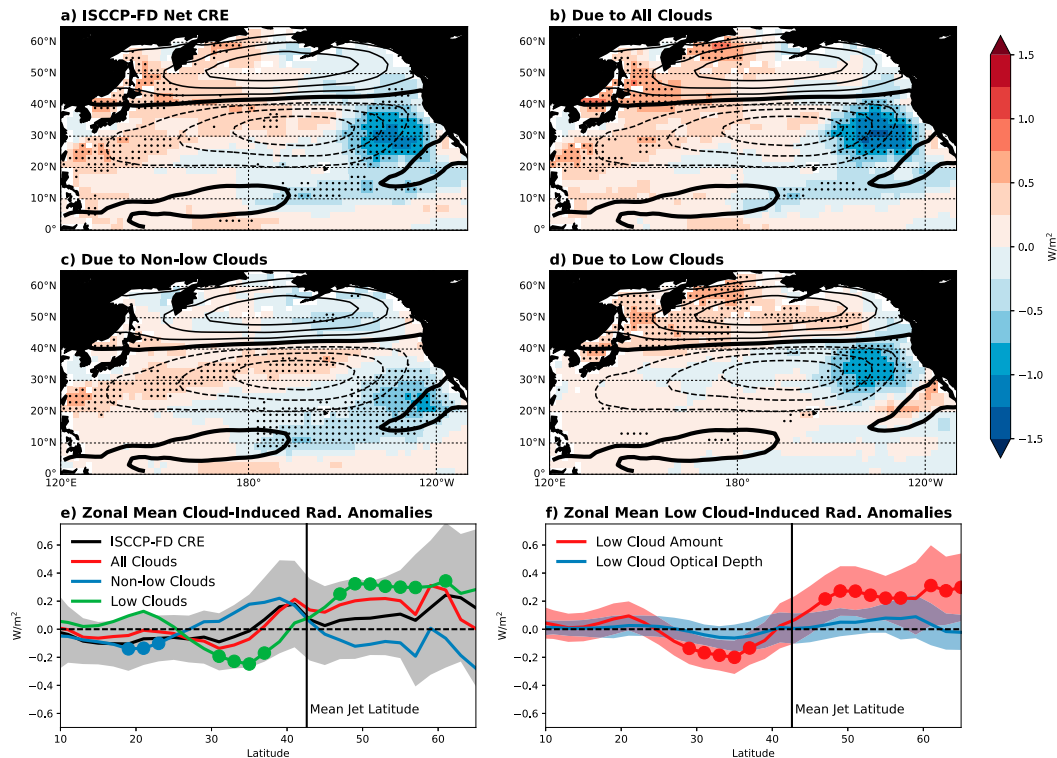 a) ISCCP-FD Net CRE
b) Due to All Clouds
60°N
50°N
40°N
30°N
20°N
10°N
0°
60°N
50°N
40°N
30°N
20°N
10°N
0°
c) Due to Non-low Clouds
d) Due to Low Clouds
60°N
50°N
40°N
30°N
20°N
10°N
0°
120°E
180°
120°W
60°N
50°N
40°N
30°N
20°N
10°N
0°
120°E
180°
120°W
1.5
1.0
0.5
0.0
−0.5
−1.0
−1.5
W/m²
e) Zonal Mean Cloud-Induced Rad. Anomalies
ISCCP-FD CRE
All Clouds
Non-low Clouds
Low Clouds
0.6
0.4
0.2
0.0
−0.2
−0.4
−0.6
W/m²
Mean Jet Latitude
10
20
30
40
50
60
Latitude
f) Zonal Mean Low Cloud-Induced Rad. Anomalies
Low Cloud Amount
Low Cloud Optical Depth
0.6
0.4
0.2
0.0
−0.2
−0.4
−0.6
W/m²
Mean Jet Latitude
10
20
30
40
50
60
Latitude